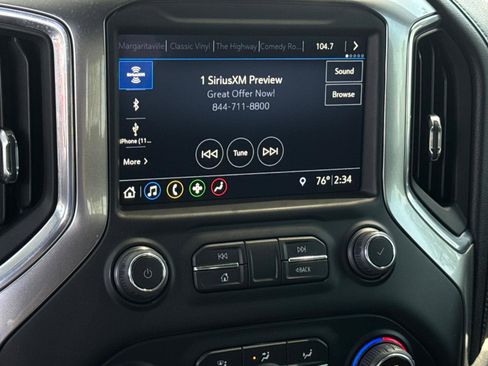 Margaritaville | Classic Vinyl | The Highway | Comedy Ro... | 104.7
SIRIUSXM
1 SiriusXM Preview
Great Offer Now!
844-711-8800
Sound
Browse
iPhone (11...
Tune
More
76° | 2:34
BACK